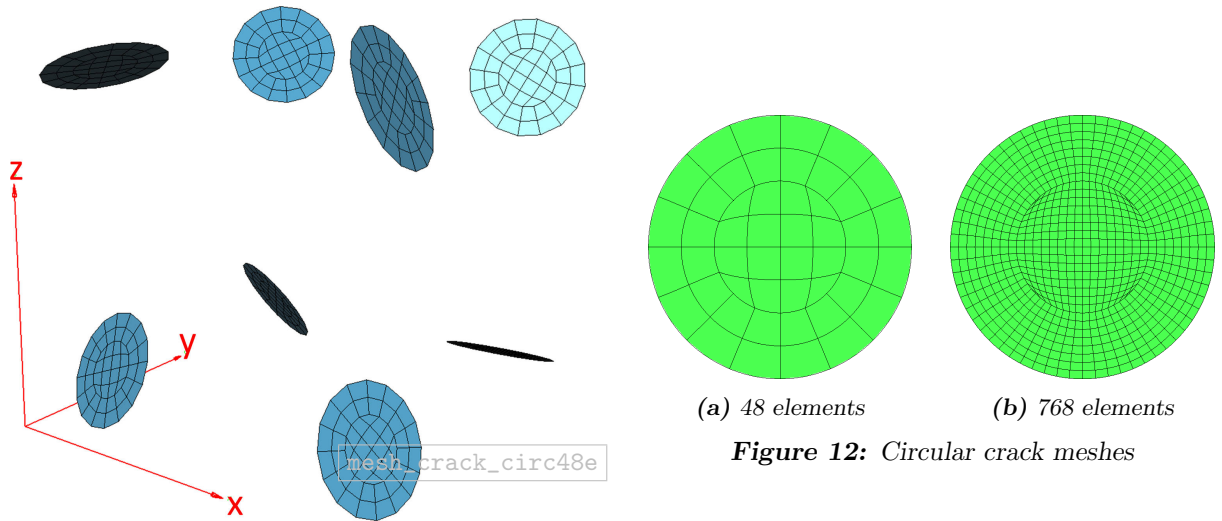 z
y
x
mesh_crack_circ48e
(a) 48 elements
(b) 768 elements
Figure 12: Circular crack meshes